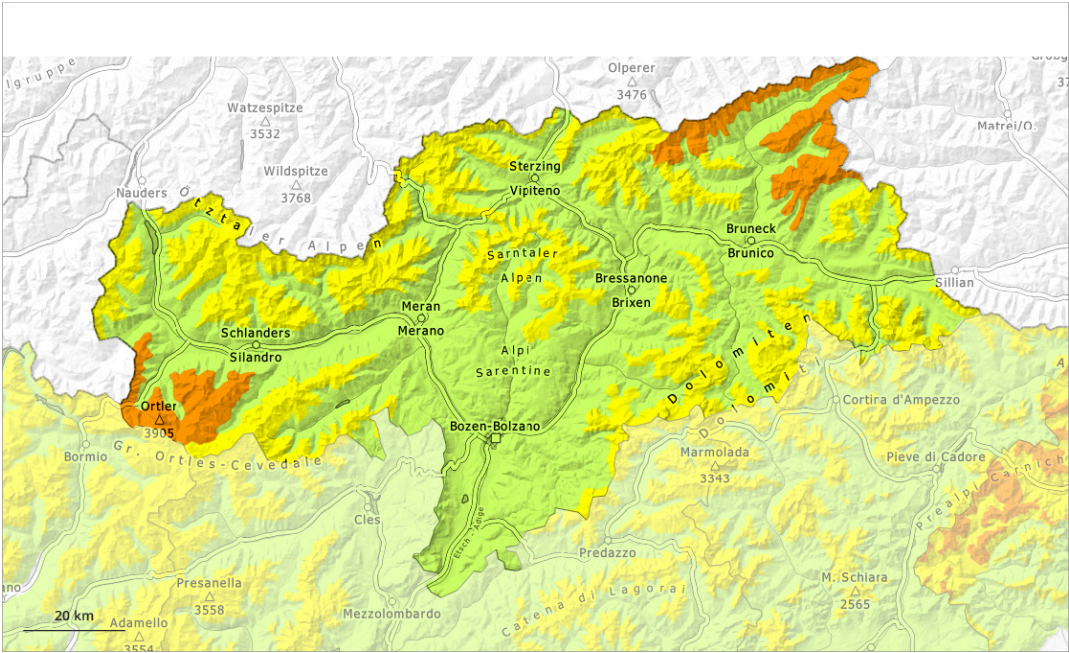 Olperer
3476
Watzespitze
3532
Matrei/O.
Wildspitze
3768
Nauders
Ötztaler Alpen
Sterzing
Vipiteno
Bruneck
Brunico
Sarntaler
Alpen
Bressanone
Brixen
Sillian
Meran
Merano
Schlanders
Silandro
Alpi
Sarentine
Dolomiten
Dolomiti
Ortler
3905
Cortina d'Ampezzo
Bozen-Bolzano
Gr. Ortles-Cevedale
Bormio
Marmolada
3343
Pieve di Cadore
Prealpi Carnich
Cles
Etsch - Adige
Predazzo
Presanella
3558
M. Schiara
2565
Catena di Lagorai
Mezzolombardo
20 km
Adamello
3554